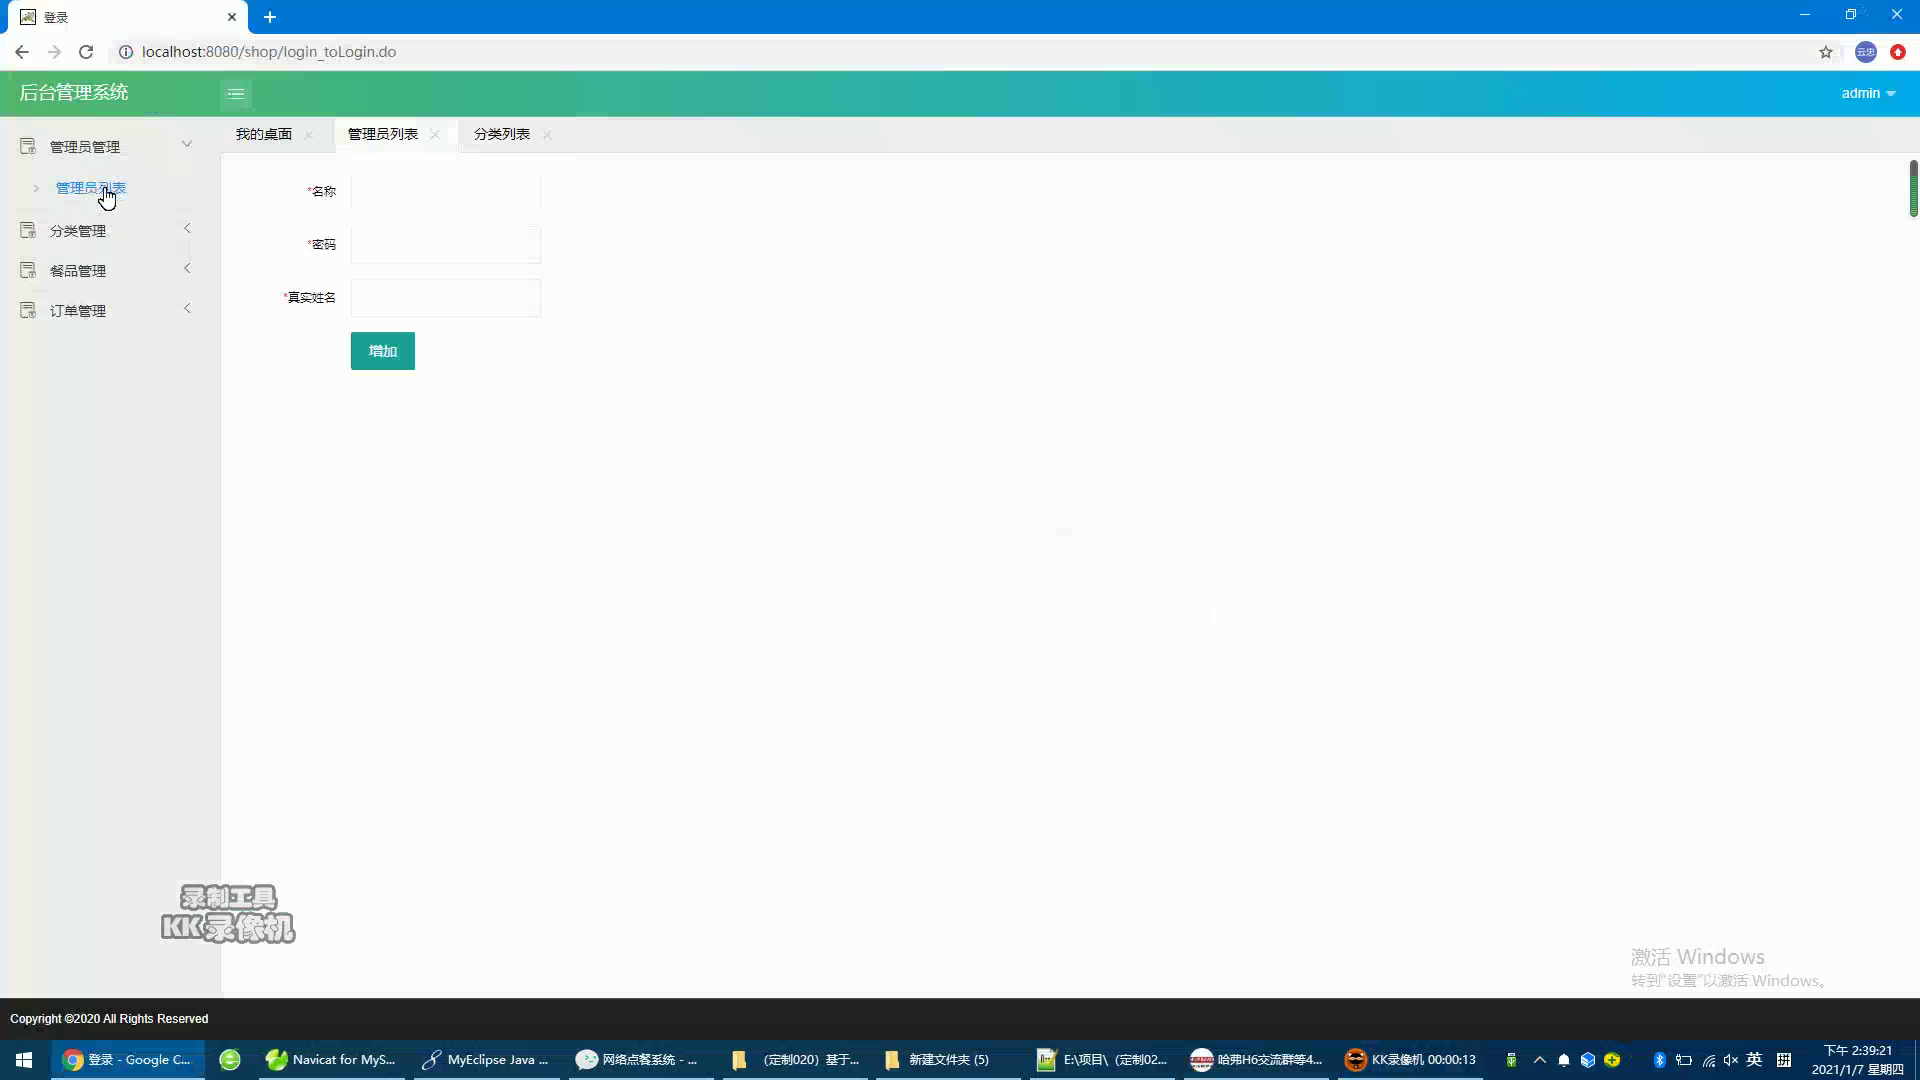 登录
localhost:8080/shop/login_toLogin.do
云忠
后台管理系统
admin
我的桌面
管理员列表
分类列表
管理员管理
管理员列表
分类管理
餐品管理
订单管理
*名称
*密码
*真实姓名
增加
录制工具
KK录像机
激活 Windows
转到"设置"以激活 Windows。
Copyright ©2020 All Rights Reserved
登录 - Google C...
Navicat for MyS...
MyEclipse Java ...
网络点餐系统 - ...
（定制020）基于...
新建文件夹 (5)
E:\项目\（定制02...
哈弗H6交流群等4...
KK录像机 00:00:13
英
拼
下午 2:39:21
2021/1/7 星期四